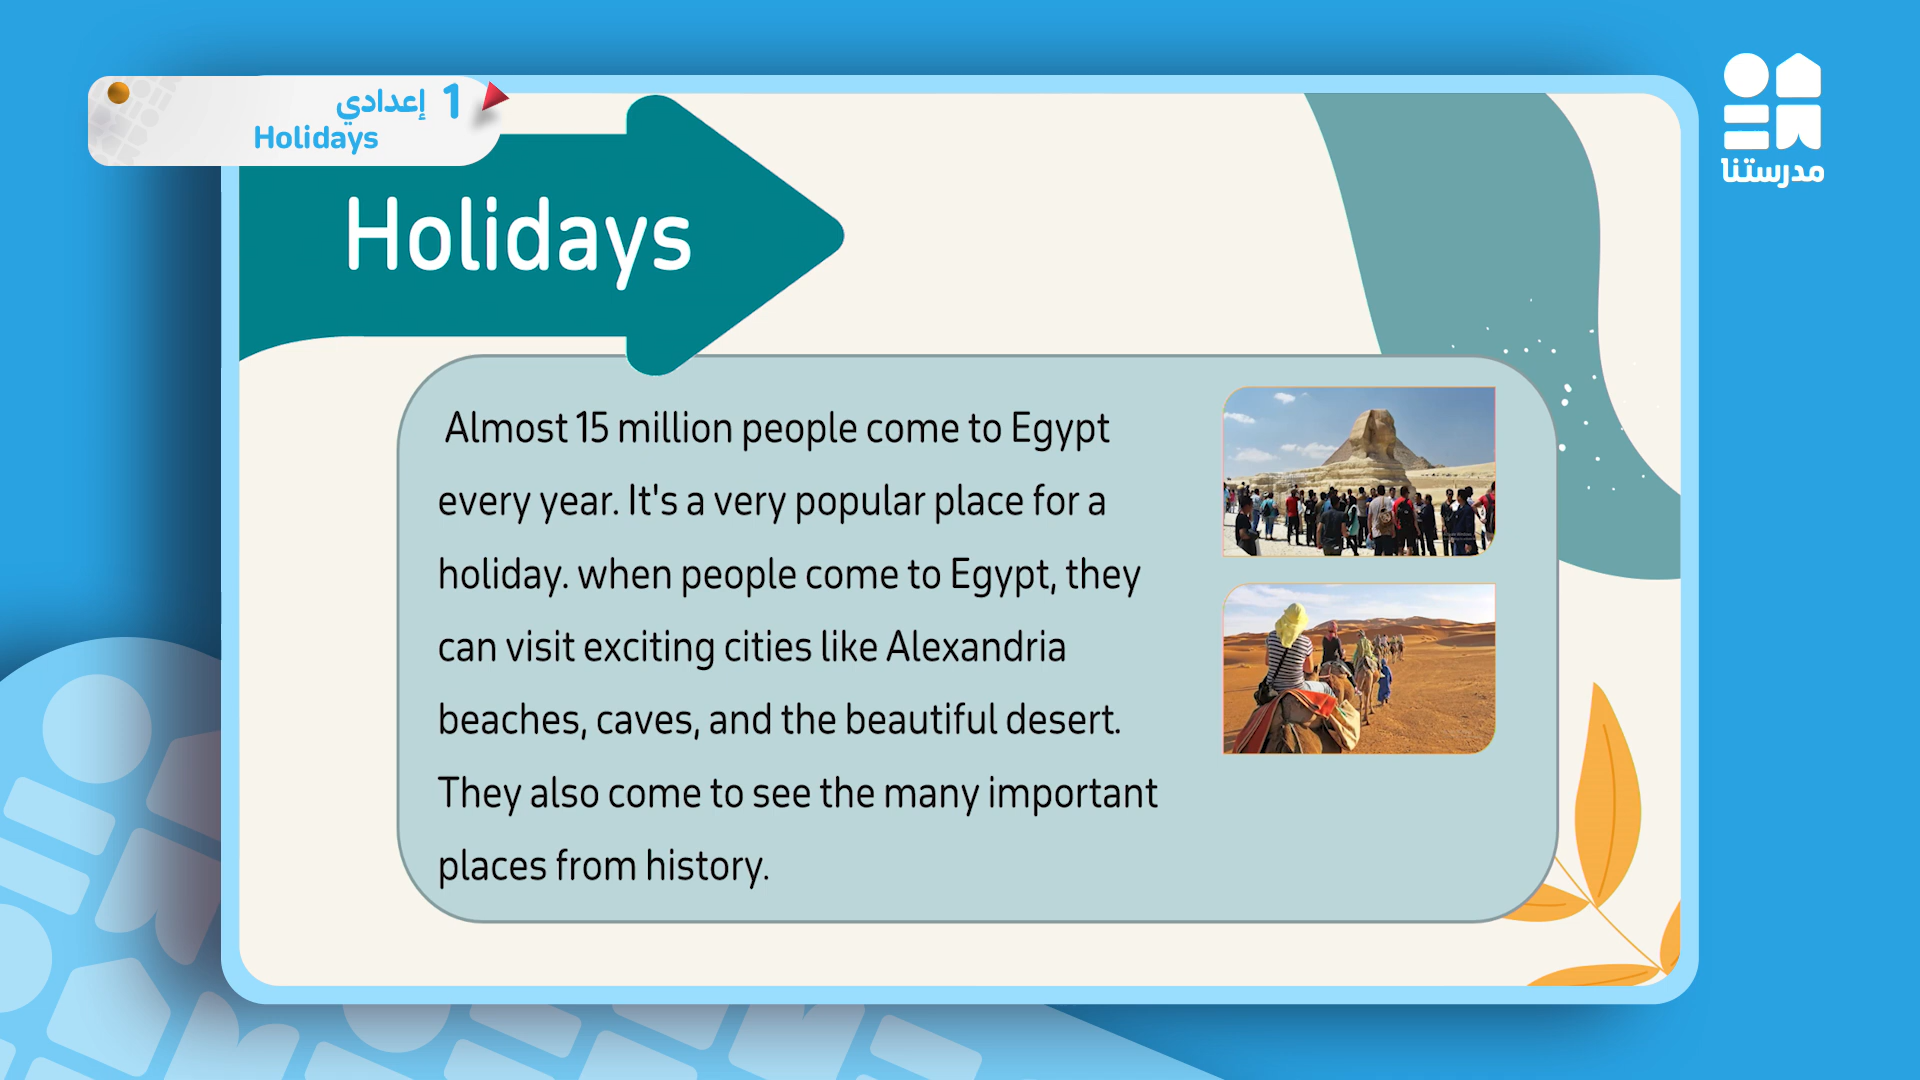 1 إعدادي
Holidays
مدرستنا
Holidays
Almost 15 million people come to Egypt
every year. It's a very popular place for a
holiday. when people come to Egypt, they
can visit exciting cities like Alexandria
beaches, caves, and the beautiful desert.
They also come to see the many important
places from history.